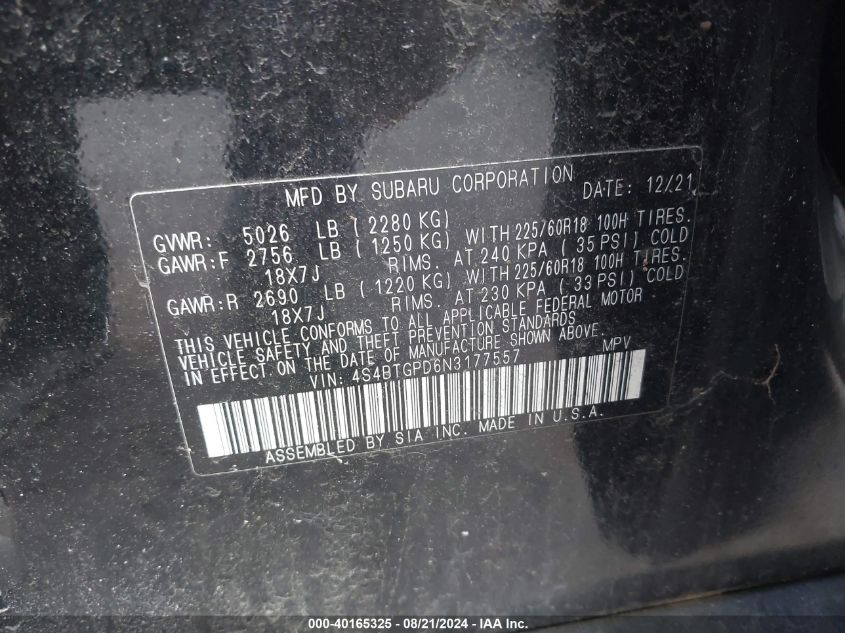 MFD BY SUBARU CORPORATION DATE: 12/21
GVWR: 5026 LB ( 2280 KG)
GAWR:F 2756 LB ( 1250 KG) WITH 225/60R18 100H TIRES.
18X7J RIMS. AT 240 KPA ( 35 PSI) COLD
GAWR:R 2690 LB ( 1220 KG) WITH 225/60R18 100H TIRES.
18X7J RIMS. AT 230 KPA ( 33 PSI) COLD
THIS VEHICLE CONFORMS TO ALL APPLICABLE FEDERAL MOTOR
VEHICLE SAFETY AND THEFT PREVENTION STANDARDS
IN EFFECT ON THE DATE OF MANUFACTURE SHOWN ABOVE.
VIN: 4S4BTGPD6N3177557 MPV
ASSEMBLED BY SIA INC. MADE IN U.S.A.
000-40165325 - 08/21/2024 - IAA Inc.